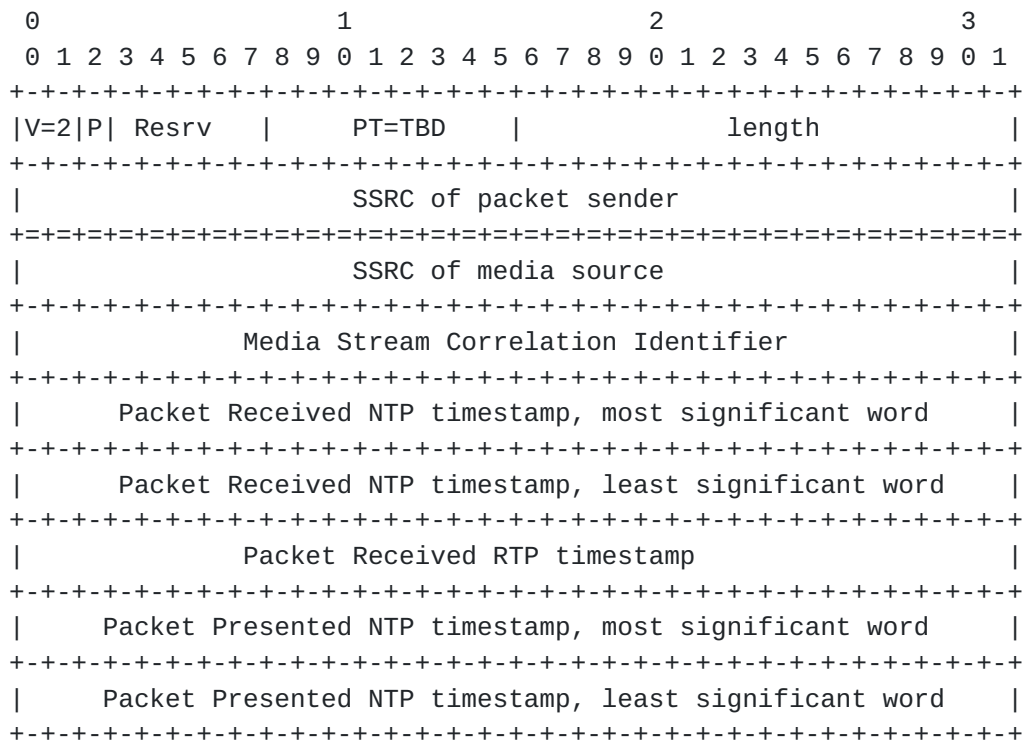 0                   1                   2                   3
 0 1 2 3 4 5 6 7 8 9 0 1 2 3 4 5 6 7 8 9 0 1 2 3 4 5 6 7 8 9 0 1
+-+-+-+-+-+-+-+-+-+-+-+-+-+-+-+-+-+-+-+-+-+-+-+-+-+-+-+-+-+-+-+-+
|V=2|P| Resrv   |     PT=TBD    |             length            |
+-+-+-+-+-+-+-+-+-+-+-+-+-+-+-+-+-+-+-+-+-+-+-+-+-+-+-+-+-+-+-+-+
|                     SSRC of packet sender                     |
+=+=+=+=+=+=+=+=+=+=+=+=+=+=+=+=+=+=+=+=+=+=+=+=+=+=+=+=+=+=+=+=+
|                     SSRC of media source                      |
+-+-+-+-+-+-+-+-+-+-+-+-+-+-+-+-+-+-+-+-+-+-+-+-+-+-+-+-+-+-+-+-+
|              Media Stream Correlation Identifier              |
+-+-+-+-+-+-+-+-+-+-+-+-+-+-+-+-+-+-+-+-+-+-+-+-+-+-+-+-+-+-+-+-+
|      Packet Received NTP timestamp, most significant word     |
+-+-+-+-+-+-+-+-+-+-+-+-+-+-+-+-+-+-+-+-+-+-+-+-+-+-+-+-+-+-+-+-+
|      Packet Received NTP timestamp, least significant word    |
+-+-+-+-+-+-+-+-+-+-+-+-+-+-+-+-+-+-+-+-+-+-+-+-+-+-+-+-+-+-+-+-+
|              Packet Received RTP timestamp                    |
+-+-+-+-+-+-+-+-+-+-+-+-+-+-+-+-+-+-+-+-+-+-+-+-+-+-+-+-+-+-+-+-+
|     Packet Presented NTP timestamp, most significant word     |
+-+-+-+-+-+-+-+-+-+-+-+-+-+-+-+-+-+-+-+-+-+-+-+-+-+-+-+-+-+-+-+-+
|     Packet Presented NTP timestamp, least significant word    |
+-+-+-+-+-+-+-+-+-+-+-+-+-+-+-+-+-+-+-+-+-+-+-+-+-+-+-+-+-+-+-+-+